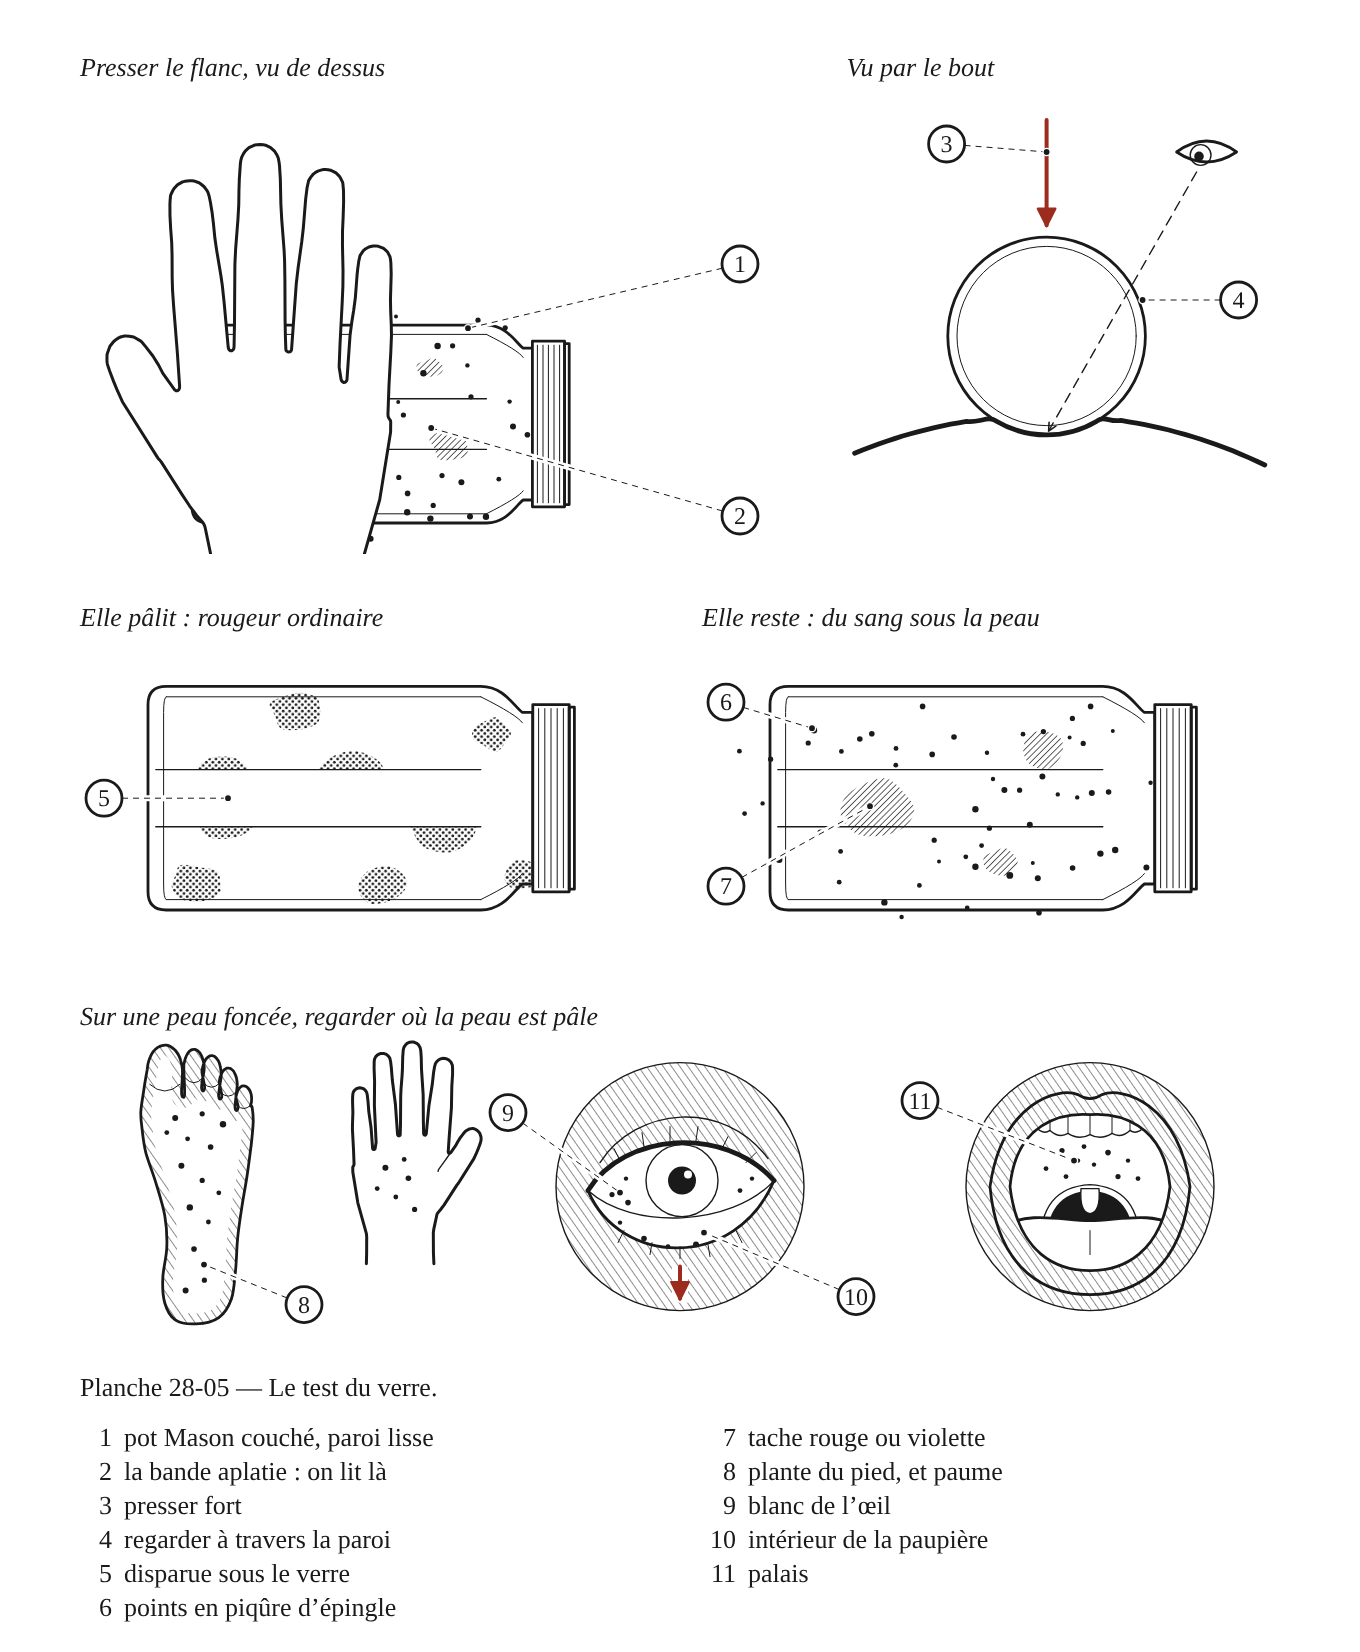 Presser le flanc, vu de dessus
Vu par le bout
3
1
4
2
Elle pâlit : rougeur ordinaire
Elle reste : du sang sous la peau
6
5
7
Sur une peau foncée, regarder où la peau est pâle
9
11
8
10
Planche 28-05 — Le test du verre.
1 pot Mason couché, paroi lisse
2 la bande aplatie : on lit là
3 presser fort
4 regarder à travers la paroi
5 disparue sous le verre
6 points en piqûre d’épingle
7 tache rouge ou violette
8 plante du pied, et paume
9 blanc de l’œil
10 intérieur de la paupière
11 palais